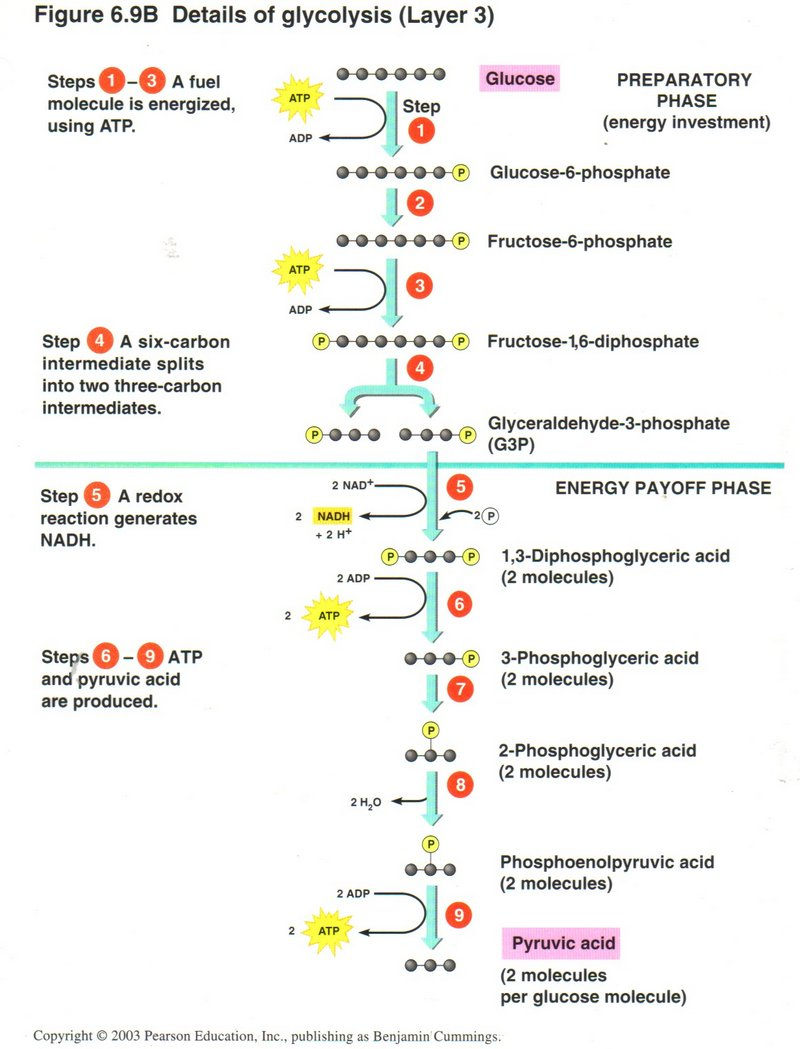 Figure 6.9B  Details of glycolysis (Layer 3)
Steps 1 – 3 A fuel
molecule is energized,
using ATP.
ATP
ADP
Step
1
Glucose
PREPARATORY
PHASE
(energy investment)
P
Glucose-6-phosphate
2
P
Fructose-6-phosphate
ATP
ADP
3
Step 4 A six-carbon
intermediate splits
into two three-carbon
intermediates.
P P
Fructose-1,6-diphosphate
4
P P
Glyceraldehyde-3-phosphate
(G3P)
Step 5 A redox
reaction generates
NADH.
2 NAD+
2 NADH
+ 2 H+
5
2 P
ENERGY PAYOFF PHASE
P P
1,3-Diphosphoglyceric acid
(2 molecules)
2 ADP
2 ATP
6
Steps 6 – 9 ATP
and pyruvic acid
are produced.
P
3-Phosphoglyceric acid
(2 molecules)
7
P
2-Phosphoglyceric acid
(2 molecules)
8
2 H2O
P
Phosphoenolpyruvic acid
(2 molecules)
2 ADP
2 ATP
9
Pyruvic acid
(2 molecules
per glucose molecule)
Copyright © 2003 Pearson Education, Inc., publishing as Benjamin Cummings.